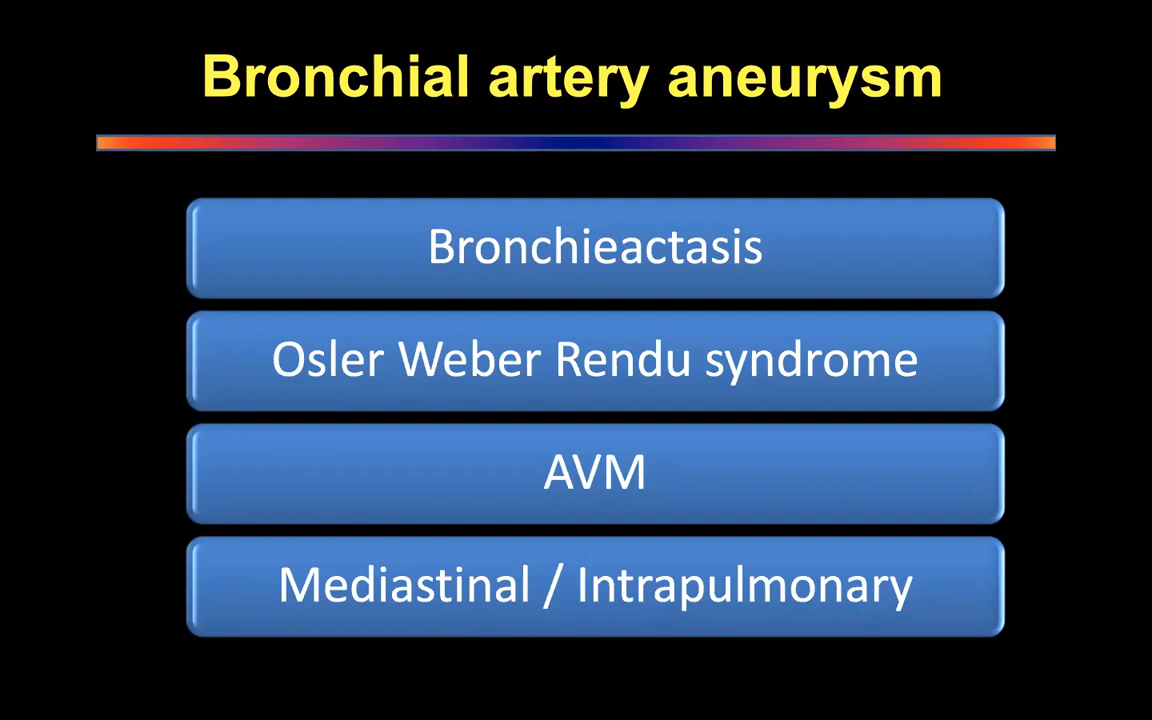 Bronchial artery aneurysm
Bronchieactasis
Osler Weber Rendu syndrome
AVM
Mediastinal / Intrapulmonary